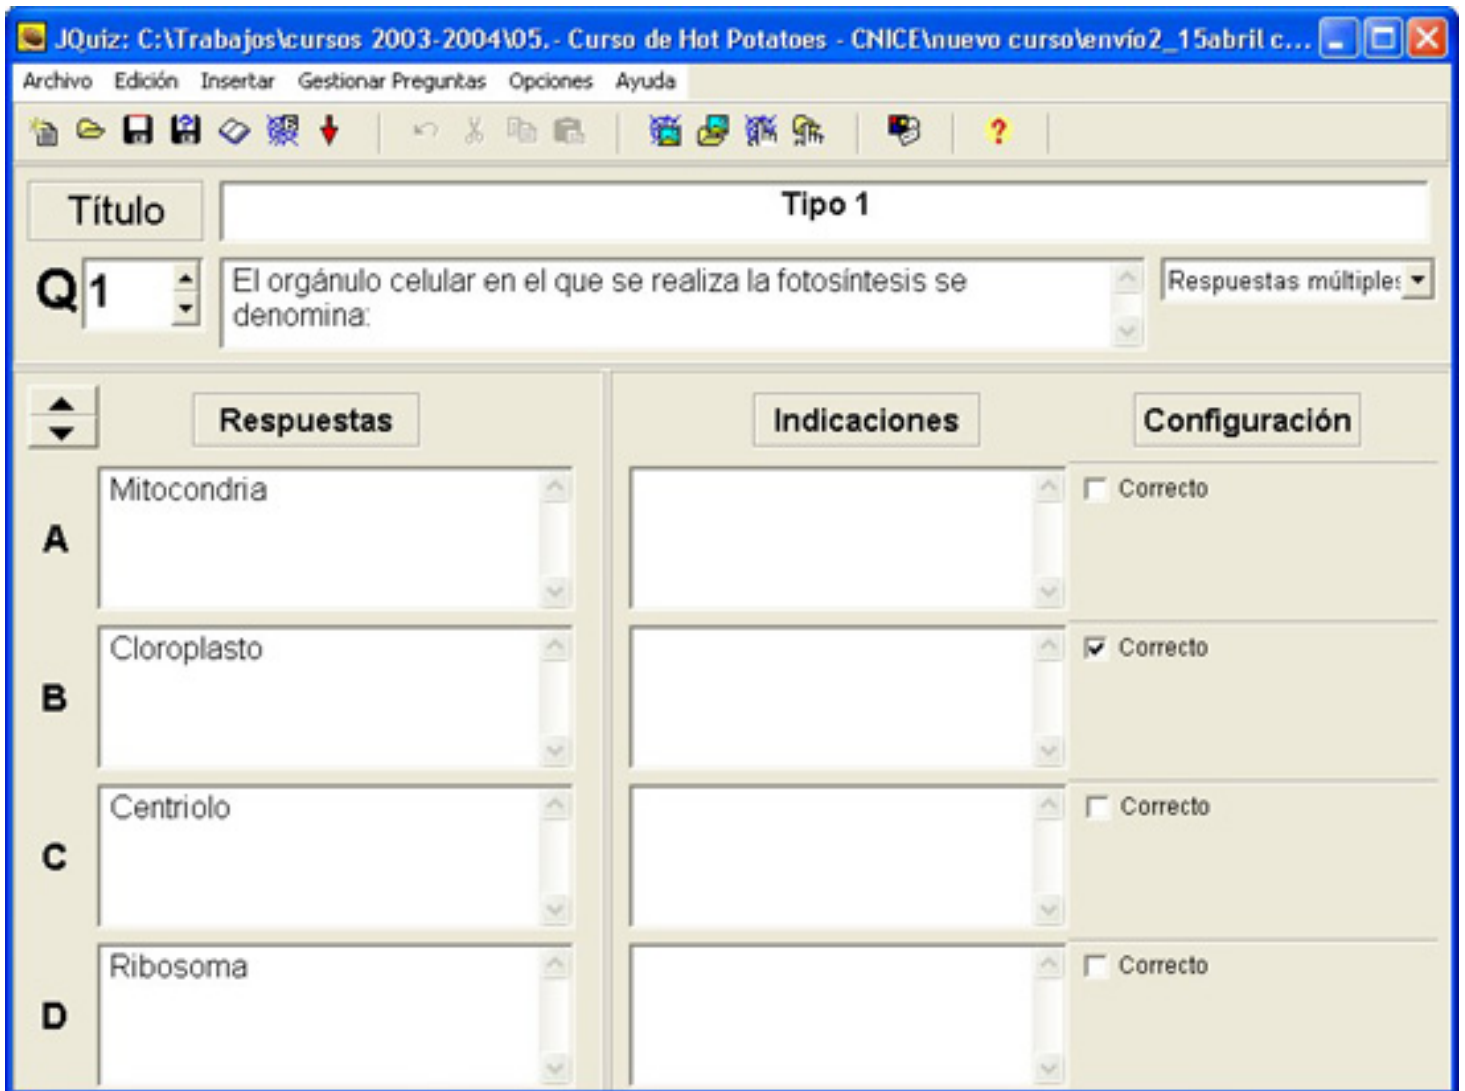 JQuiz: C:\Trabajos\cursos 2003-2004\05.- Curso de Hot Potatoes - CNICE\nuevo curso\envío2_15abril c...
Archivo Edición Insertar Gestionar Preguntas Opciones Ayuda
Título
Tipo 1
Q 1
El orgánulo celular en el que se realiza la fotosíntesis se
denomina:
Respuestas múltiples
Respuestas Indicaciones Configuración
A Mitocondria Correcto
B Cloroplasto Correcto
C Centriolo Correcto
D Ribosoma Correcto